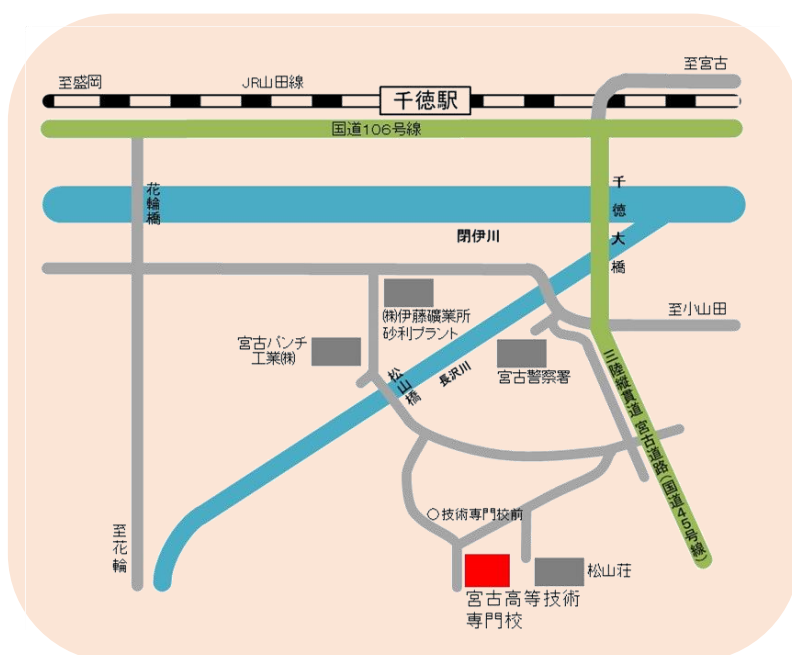 至宮古
至盛岡
JR山田線
千徳駅
国道106号線
花輪橋
千徳大橋
閉伊川
㈱伊藤礦業所
砂利プラント
至小山田
宮古パンチ
工業㈱
松山橋
長沢川
宮古警察署
三陸縦貫道 宮古道路(国道45号線)
○技術専門校前
至花輪
松山荘
宮古高等技術
専門校